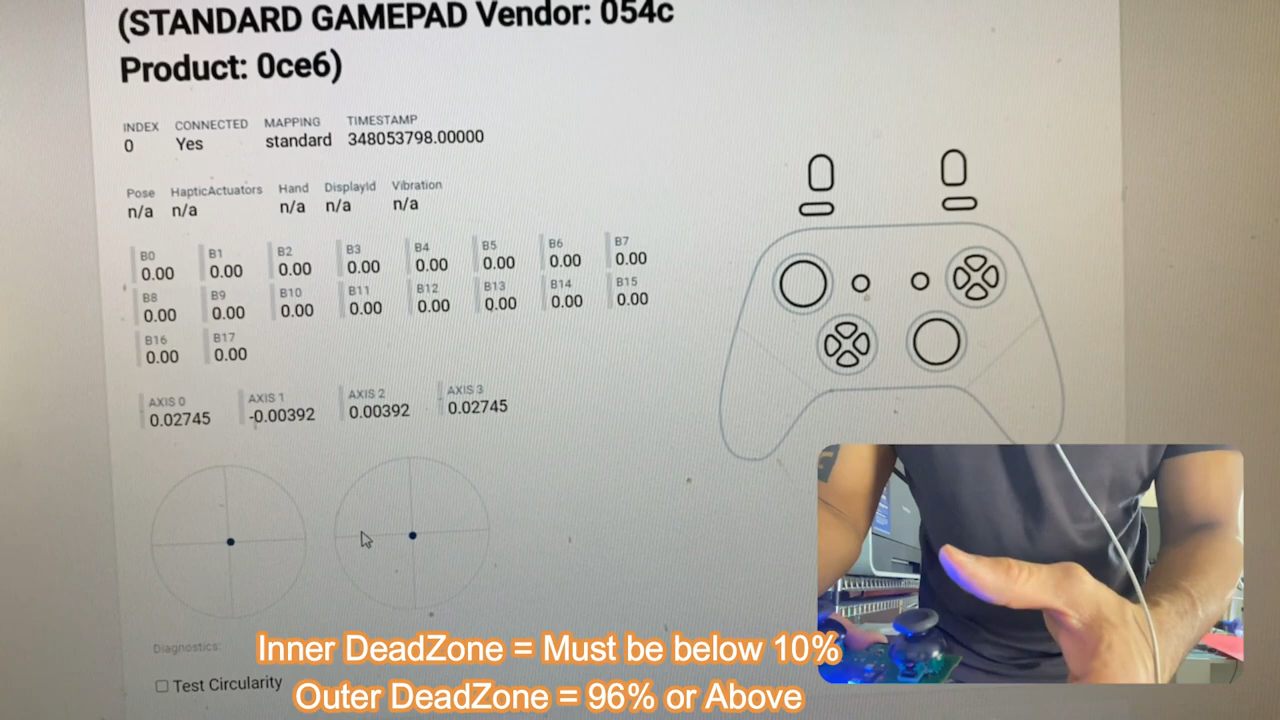 (STANDARD GAMEPAD Vendor: 054c
Product: 0ce6)
INDEX CONNECTED MAPPING TIMESTAMP
0 Yes standard 348053798.00000
Pose HapticActuators Hand DisplayId Vibration
n/a n/a n/a n/a n/a
B0 B1 B2 B3 B4 B5 B6 B7
0.00 0.00 0.00 0.00 0.00 0.00 0.00 0.00
B8 B9 B10 B11 B12 B13 B14 B15
0.00 0.00 0.00 0.00 0.00 0.00 0.00 0.00
B16 B17
0.00 0.00
AXIS 0 AXIS 1 AXIS 2 AXIS 3
0.02745 -0.00392 0.00392 0.02745
Diagnostics:
Test Circularity
Inner DeadZone = Must be below 10%
Outer DeadZone = 96% or Above